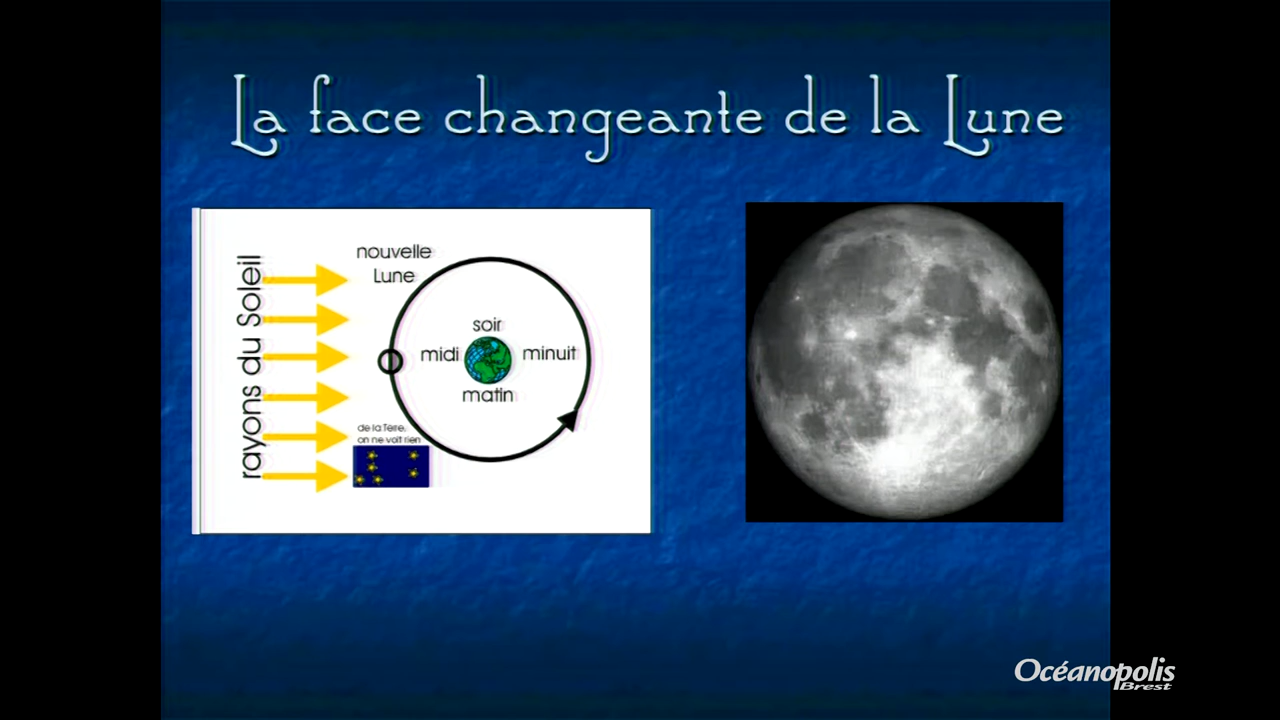 La face changeante de la Lune
rayons du Soleil
nouvelle
Lune
soir
midi
minuit
matin
de la Terre,
on ne voit rien
Océanopolis
Brest